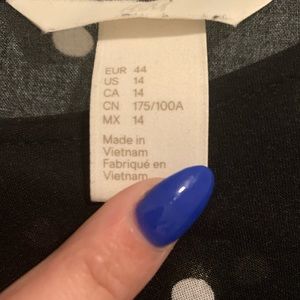 EUR 44
US 14
CA 14
CN 175/100A
MX 14
Made in
Vietnam
Fabriqué en
Vietnam